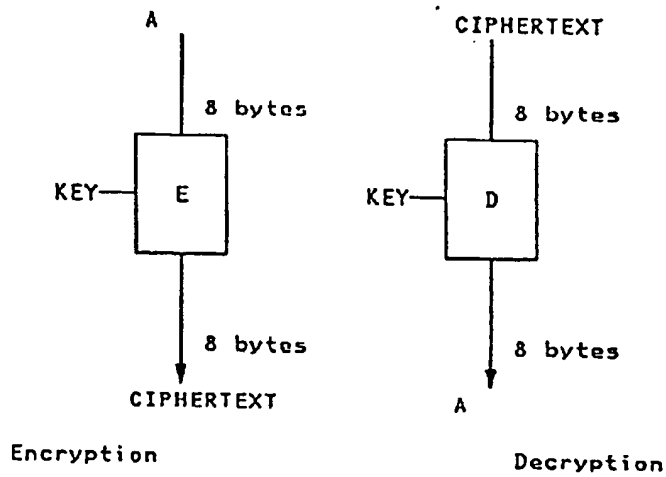 A
8 bytes
KEY
E
8 bytes
CIPHERTEXT
Encryption
CIPHERTEXT
8 bytes
KEY
D
8 bytes
A
Decryption